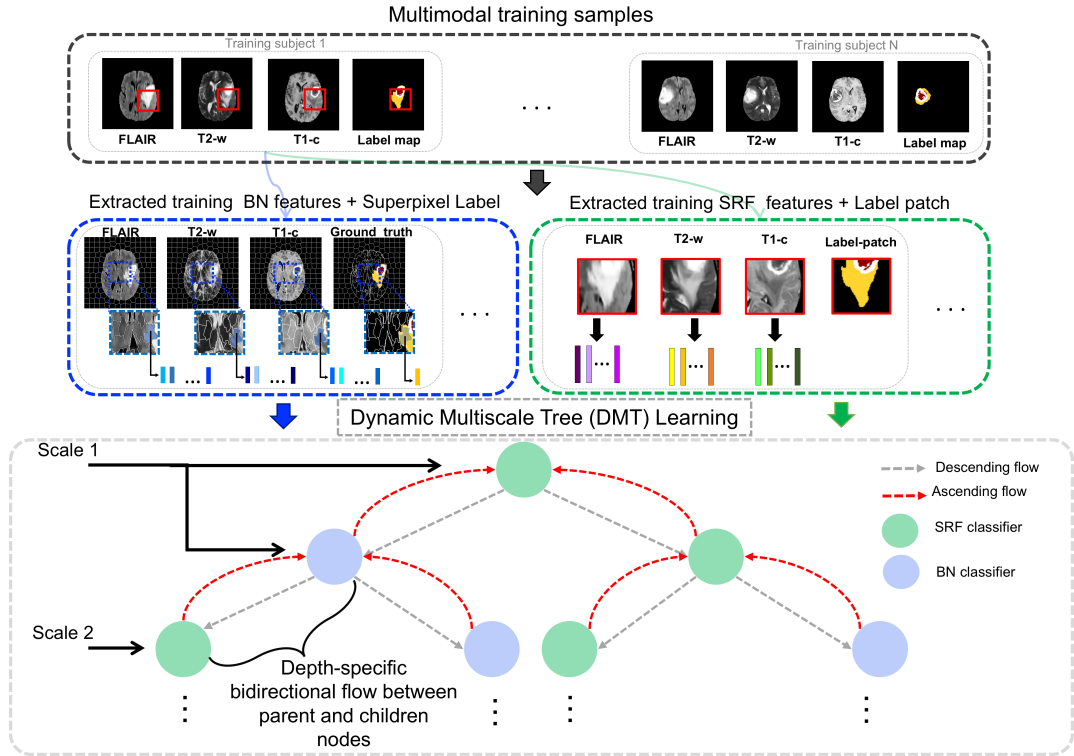 Multimodal training samples
Training subject 1
Training subject N
FLAIR
T2-w
T1-c
Label map
. . .
FLAIR
T2-w
T1-c
Label map
Extracted training BN features + Superpixel Label
Extracted training SRF features + Label patch
FLAIR
T2-w
T1-c
Ground truth
. . .
...
...
...
FLAIR
T2-w
T1-c
Label-patch
. . .
...
...
...
Dynamic Multiscale Tree (DMT) Learning
Scale 1
Descending flow
Ascending flow
SRF classifier
BN classifier
Scale 2
Depth-specific
bidirectional flow between
parent and children
nodes